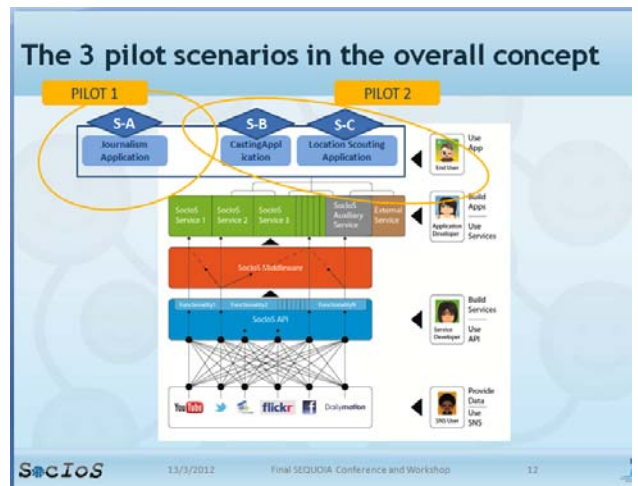 The 3 pilot scenarios in the overall concept
PILOT 1
PILOT 2
S-A
S-B
S-C
Journalism
Application
CastingAppl
ication
Location Scouting
Application
End User
Use
App
SocIoS
Service 1
SocIoS
Service 2
SocIoS
Service 3
SocIoS
Auxiliary
Service
External
Service
Application
Developer
Build
Apps
Use
Services
SocIoS Middleware
Functionality1
Functionality2
FunctionalityN
SocIoS API
Service
Developer
Build
Services
Use
API
YouTube
flickr
Dailymotion
SNS User
Provide
Data
Use
SNS
SocIoS
13/3/2012
Final SEQUOIA Conference and Workshop
12